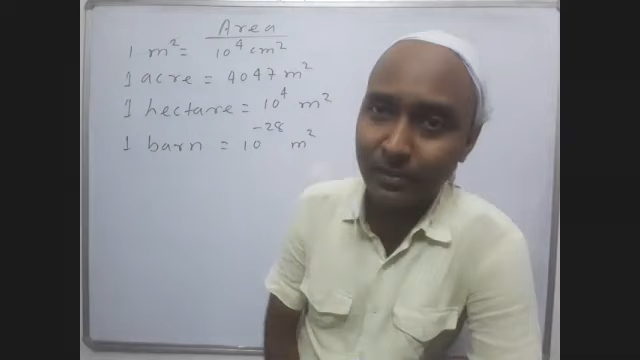 Area
1 m² = 10⁴ cm²
1 acre = 4047 m²
1 hectare = 10⁴ m²
1 barn = 10⁻²⁸ m²